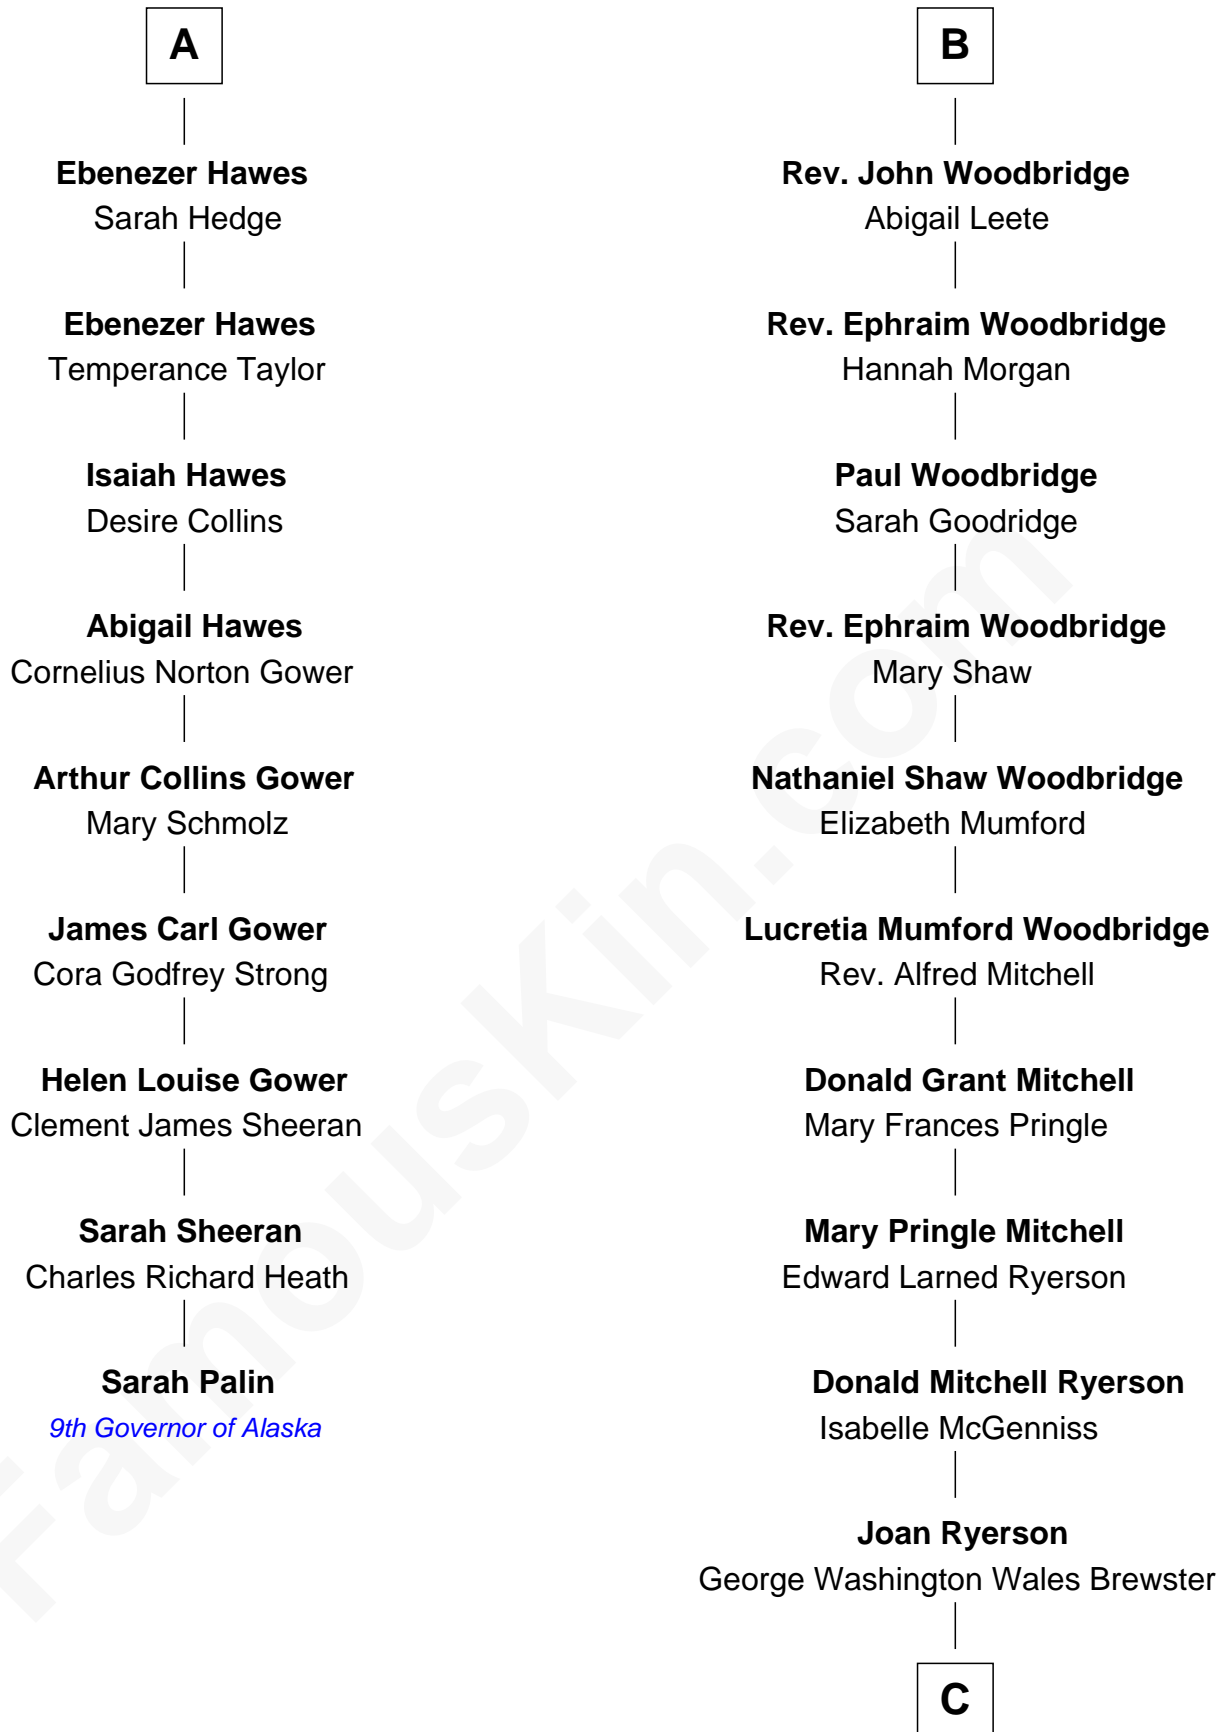 A
Ebenezer Hawes
Sarah Hedge
Ebenezer Hawes
Temperance Taylor
Isaiah Hawes
Desire Collins
Abigail Hawes
Cornelius Norton Gower
Arthur Collins Gower
Mary Schmolz
James Carl Gower
Cora Godfrey Strong
Helen Louise Gower
Clement James Sheeran
Sarah Sheeran
Charles Richard Heath
Sarah Palin
9th Governor of Alaska
B
Rev. John Woodbridge
Abigail Leete
Rev. Ephraim Woodbridge
Hannah Morgan
Paul Woodbridge
Sarah Goodridge
Rev. Ephraim Woodbridge
Mary Shaw
Nathaniel Shaw Woodbridge
Elizabeth Mumford
Lucretia Mumford Woodbridge
Rev. Alfred Mitchell
Donald Grant Mitchell
Mary Frances Pringle
Mary Pringle Mitchell
Edward Larned Ryerson
Donald Mitchell Ryerson
Isabelle McGenniss
Joan Ryerson
George Washington Wales Brewster
C
FamousKin.com